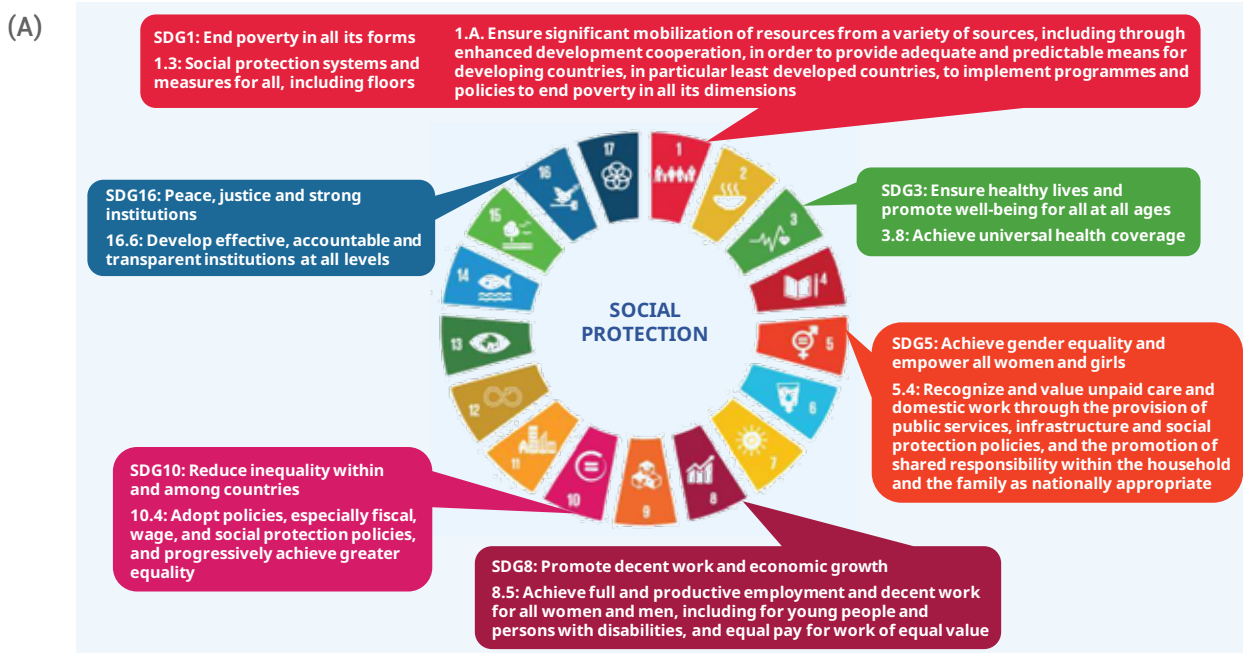 (A)
SDG1: End poverty in all its forms
1.3: Social protection systems and
measures for all, including floors
1.A. Ensure significant mobilization of resources from a variety of sources, including through
enhanced development cooperation, in order to provide adequate and predictable means for
developing countries, in particular least developed countries, to implement programmes and
policies to end poverty in all its dimensions
SDG16: Peace, justice and strong
institutions
16.6: Develop effective, accountable and
transparent institutions at all levels
SDG3: Ensure healthy lives and
promote well-being for all at all ages
3.8: Achieve universal health coverage
1
2
3
4
5
6
7
8
9
10
11
12
13
14
15
16
17
SOCIAL
PROTECTION
SDG5: Achieve gender equality and
empower all women and girls
5.4: Recognize and value unpaid care and
domestic work through the provision of
public services, infrastructure and social
protection policies, and the promotion of
shared responsibility within the household
and the family as nationally appropriate
SDG10: Reduce inequality within
and among countries
10.4: Adopt policies, especially fiscal,
wage, and social protection policies,
and progressively achieve greater
equality
SDG8: Promote decent work and economic growth
8.5: Achieve full and productive employment and decent work
for all women and men, including for young people and
persons with disabilities, and equal pay for work of equal value